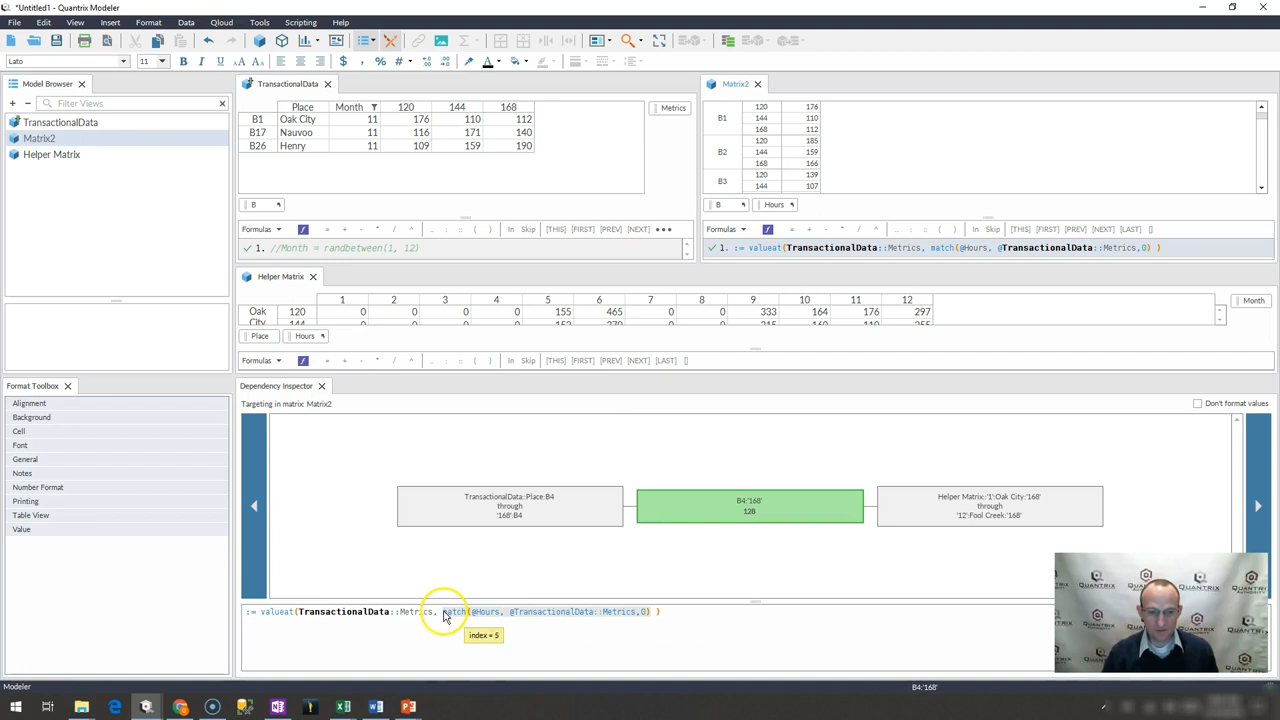 *Untitled1 - Quantrix Modeler
File Edit View Insert Format Data Qloud Tools Scripting Help
Lato 11 B I U A A $ , % #
Model Browser
Filter Views
TransactionalData
Matrix2
Helper Matrix
TransactionalData
Place Month 120 144 168
B1 Oak City 11 176 110 112
B17 Nauvoo 11 116 171 140
B26 Henry 11 109 159 190
Metrics
B
Formulas = + - * / ^ .. : :: ( ) In Skip [THIS] [FIRST] [PREV] [NEXT] •••
1. //Month = randbetween(1, 12)
Matrix2
B1 120 176
144 110
168 112
B2 120 185
144 159
168 166
B3 120 139
144 107
B Hours
Formulas = + - * / ^ .. : :: ( ) In Skip [THIS] [FIRST] [PREV] [NEXT] [LAST] []
1. := valueat(TransactionalData::Metrics, match(@Hours, @TransactionalData::Metrics,0) )
Helper Matrix
1 2 3 4 5 6 7 8 9 10 11 12
Oak City 120 0 0 0 0 155 465 0 0 333 164 176 297
144 0 0 0 0
Month
Place Hours
Formulas = + - * / ^ .. : :: ( ) In Skip [THIS] [FIRST] [PREV] [NEXT] [LAST] []
Format Toolbox
Alignment
Background
Cell
Font
General
Notes
Number Format
Printing
Table View
Value
Dependency Inspector
Targeting in matrix: Matrix2
Don't format values
TransactionalData::Place:B4
through
'168':B4
B4:'168'
128
Helper Matrix:'1':Oak City:'168'
through
'12':Fool Creek:'168'
:= valueat(TransactionalData::Metrics, match(@Hours, @TransactionalData::Metrics,0) )
index = 5
QUANTRIX
AUTHORITY
Modeler
B4:'168'